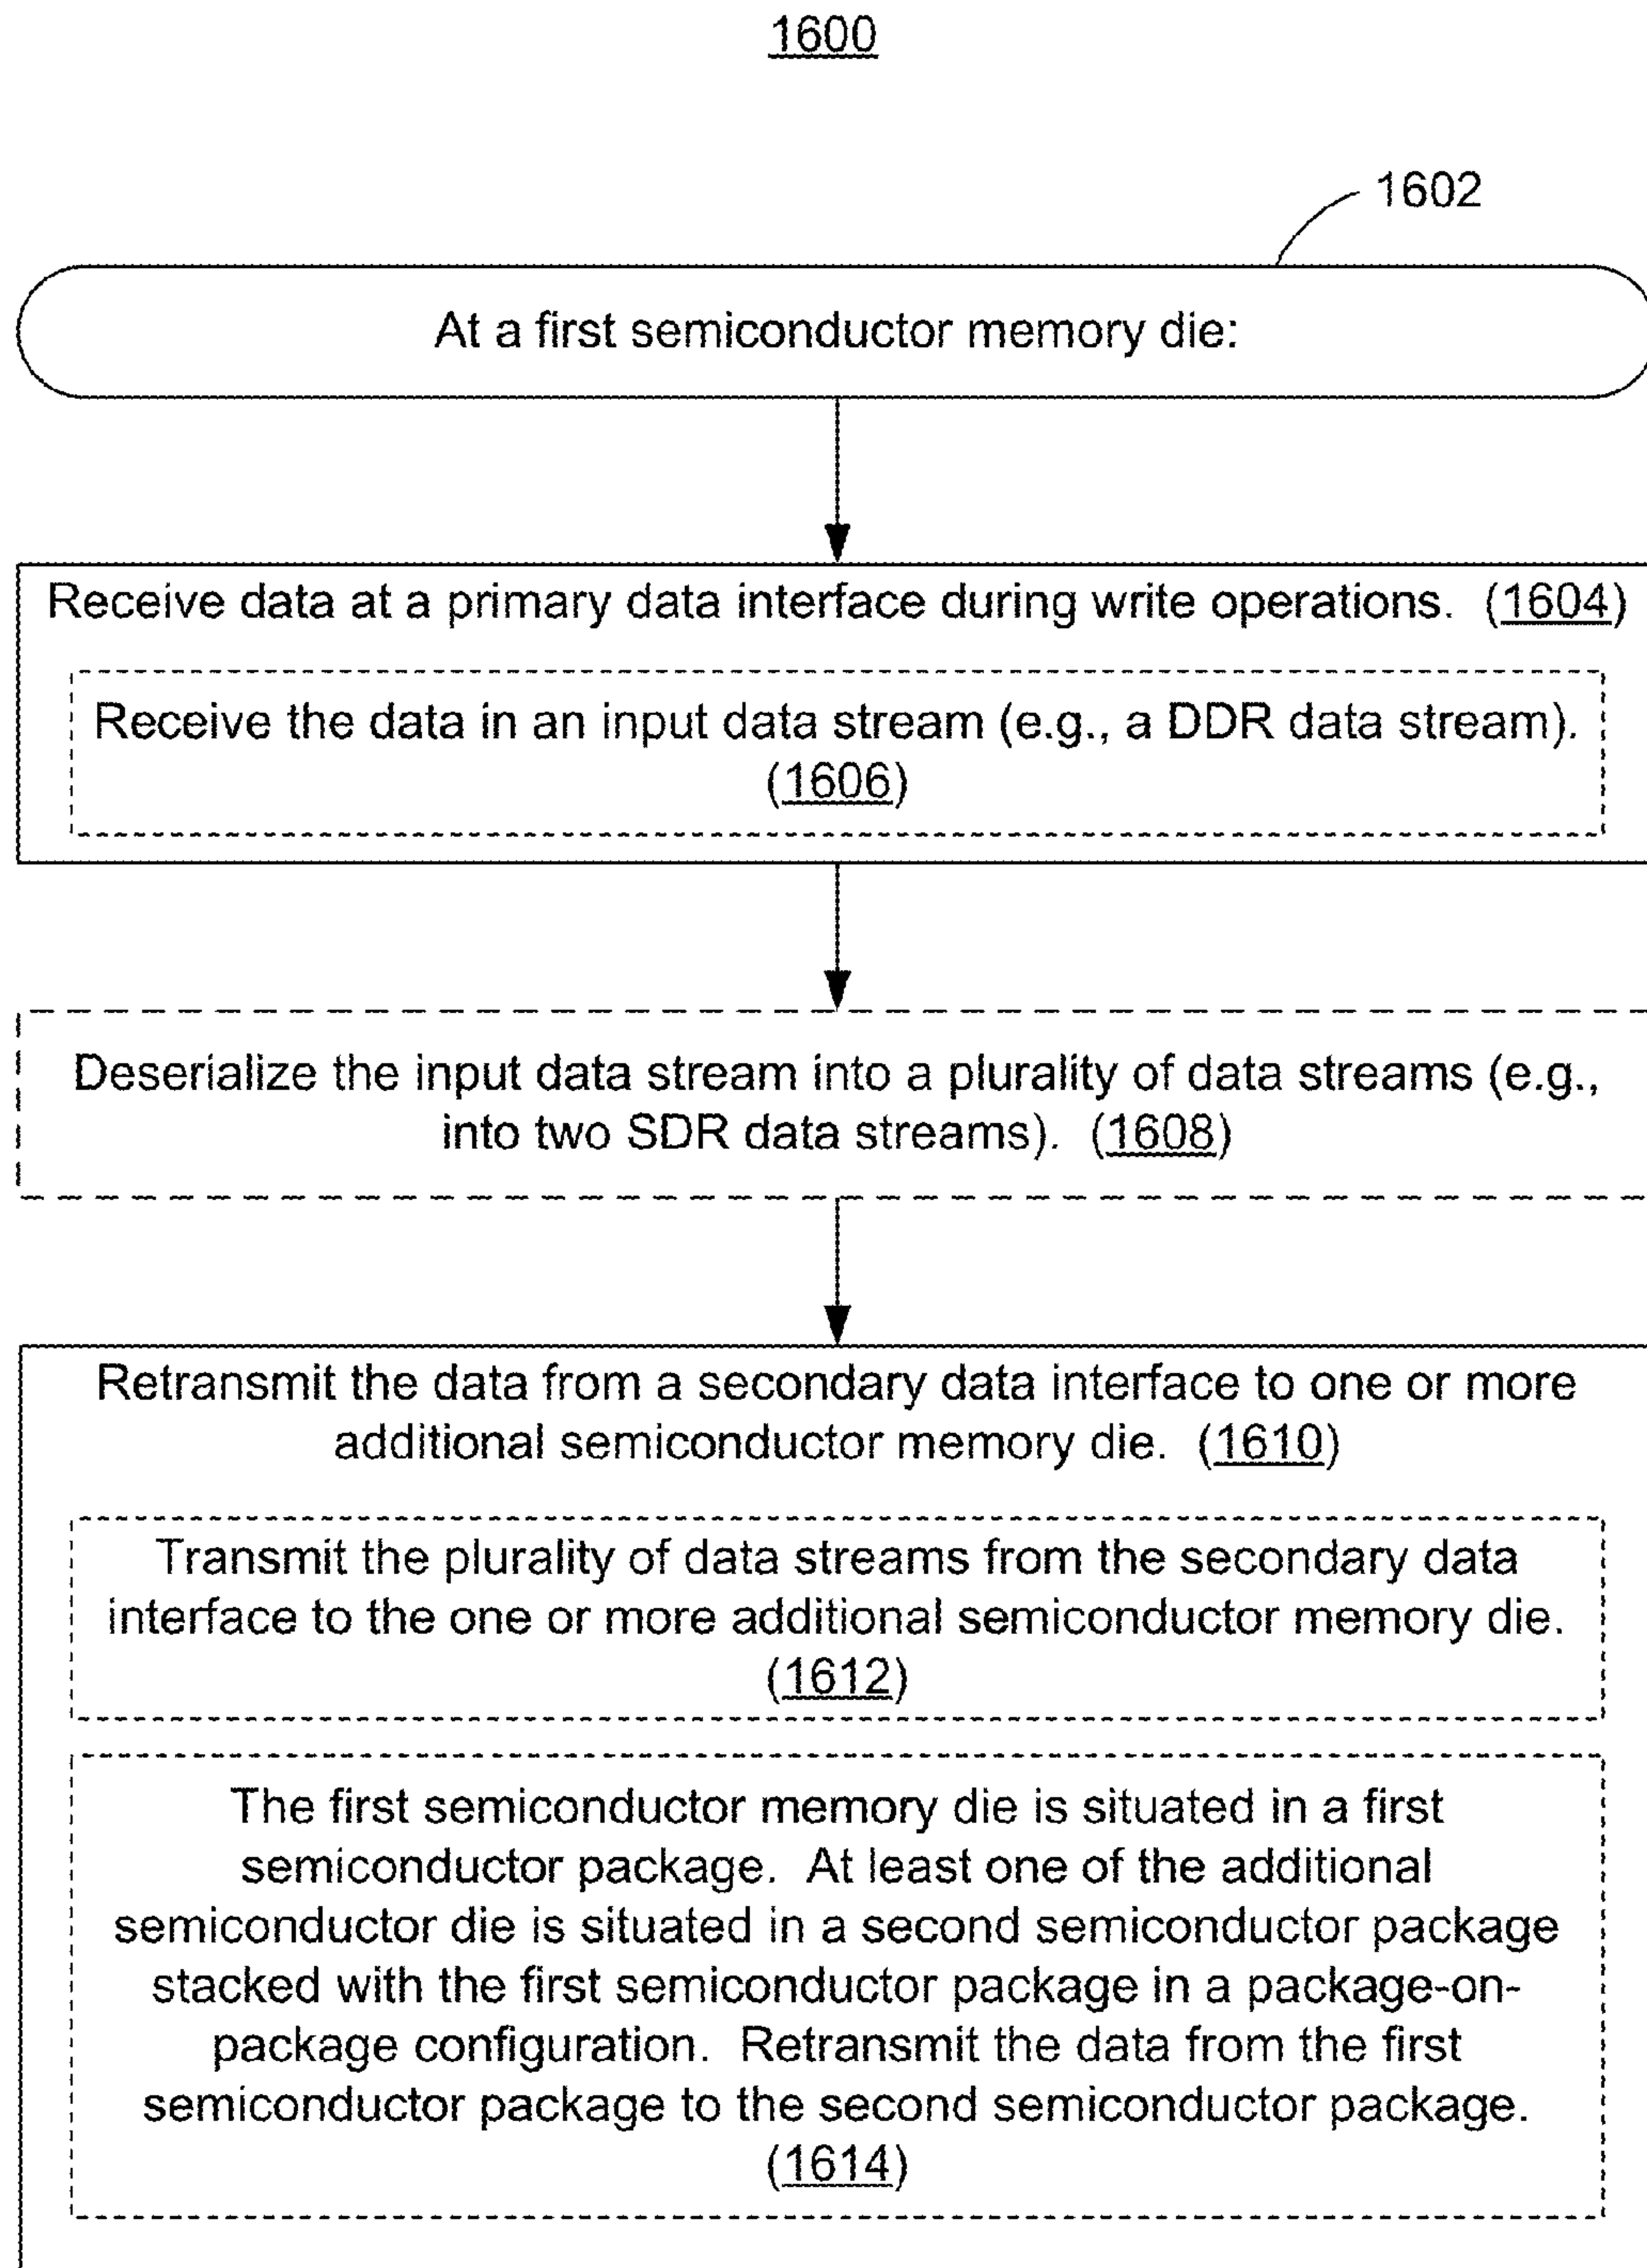 1600
1602
At a first semiconductor memory die:
Receive data at a primary data interface during write operations. (1604)
Receive the data in an input data stream (e.g., a DDR data stream).
(1606)
Deserialize the input data stream into a plurality of data streams (e.g.,
into two SDR data streams). (1608)
Retransmit the data from a secondary data interface to one or more
additional semiconductor memory die. (1610)
Transmit the plurality of data streams from the secondary data
interface to the one or more additional semiconductor memory die.
(1612)
The first semiconductor memory die is situated in a first
semiconductor package. At least one of the additional
semiconductor die is situated in a second semiconductor package
stacked with the first semiconductor package in a package-on-
package configuration. Retransmit the data from the first
semiconductor package to the second semiconductor package.
(1614)